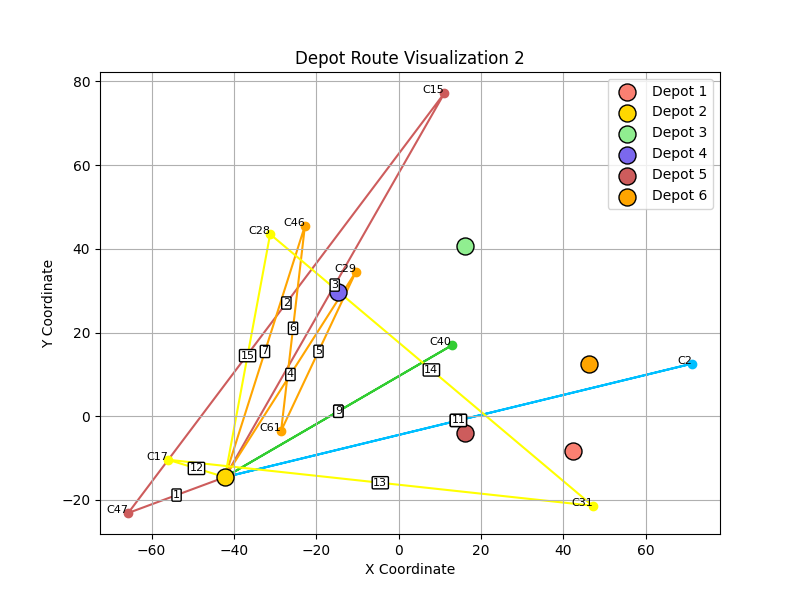 Depot Route Visualization 2
80
60
40
20
0
−20
−60
−40
−20
0
20
40
60
X Coordinate
Y Coordinate
Depot 1
Depot 2
Depot 3
Depot 4
Depot 5
Depot 6
C15
C28
C46
C29
C40
C2
C61
C17
C47
C31
1
2
3
4
5
6
7
9
11
12
13
14
15